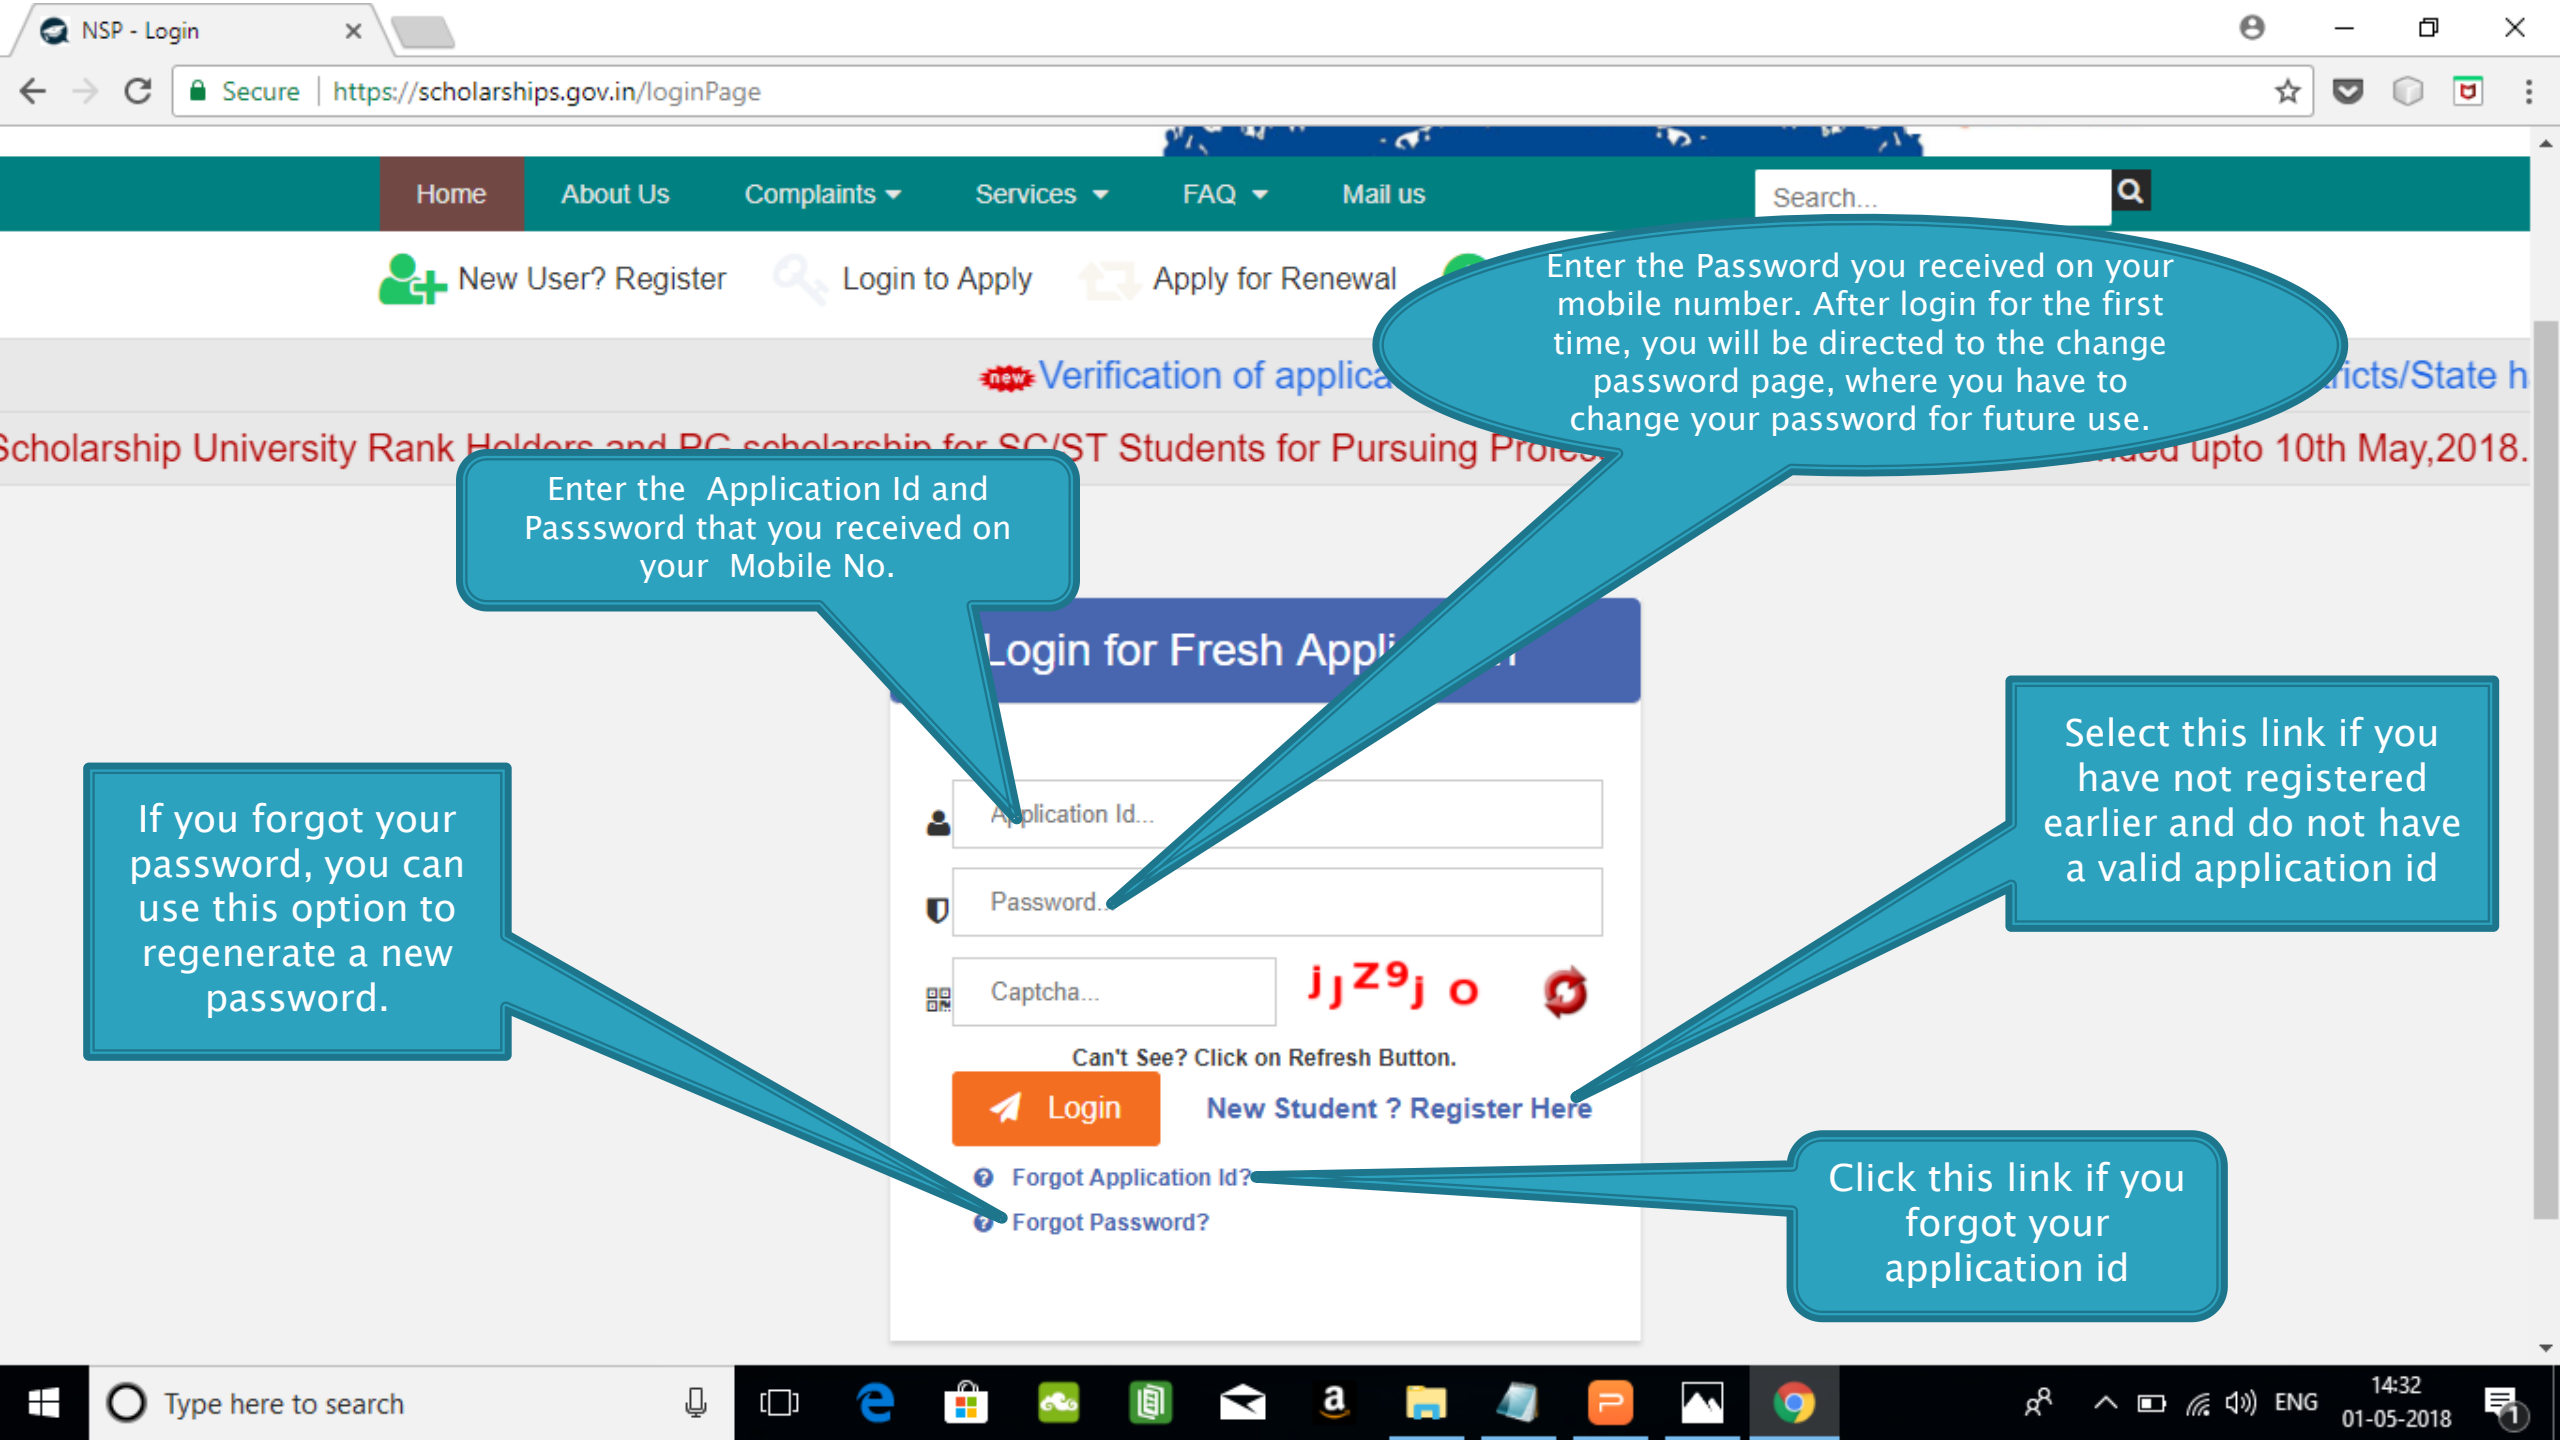 NSP - Login
Secure | https://scholarships.gov.in/loginPage
Home About Us Complaints Services FAQ Mail us Search...
New User? Register Login to Apply Apply for Renewal
Enter the Password you received on your
mobile number. After login for the first
time, you will be directed to the change
password page, where you have to
change your password for future use.
new Verification of
Scholarship University Rank Holders and PG scholarship for SC/ST Students for Pursuing upto 10th May,2018.
Enter the Application Id and
Passsword that you received on
your Mobile No.
Login for Fresh
If you forgot your
password, you can
use this option to
regenerate a new
password.
Select this link if you
have not registered
earlier and do not have
a valid application id
Application Id...
Password...
Captcha... jJZ9j o
Can't See? Click on Refresh Button.
Login New Student ? Register Here
Forgot Application Id?
Forgot Password?
Click this link if you
forgot your
application id
Type here to search
ENG
14:32
01-05-2018
1